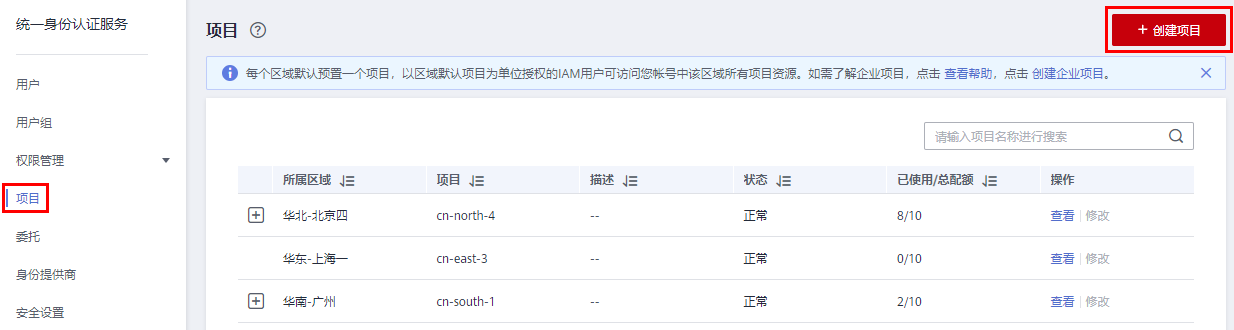 统一身份认证服务
用户
用户组
权限管理
项目
委托
身份提供商
安全设置
项目 ?
+ 创建项目
每个区域默认预置一个项目，以区域默认项目为单位授权的IAM用户可访问您帐号中该区域所有项目资源。如需了解企业项目，点击 查看帮助，点击 创建企业项目。
请输入项目名称进行搜索
所属区域 项目 描述 状态 已使用/总配额 操作
华北-北京四 cn-north-4 -- 正常 8/10 查看 | 修改
华东-上海一 cn-east-3 -- 正常 0/10 查看 | 修改
华南-广州 cn-south-1 -- 正常 2/10 查看 | 修改